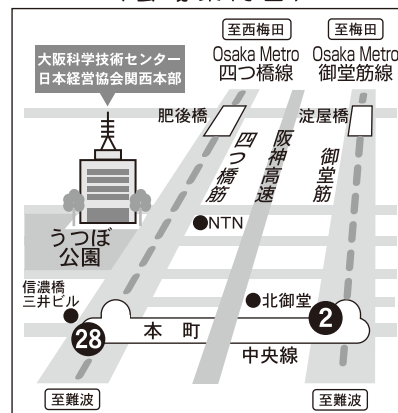 至西梅田
至梅田
Osaka Metro
四つ橋線
Osaka Metro
御堂筋線
大阪科学技術センター
日本経営協会関西本部
肥後橋
淀屋橋
四つ橋筋
阪神高速
御堂筋
NTN
うつぼ
公園
信濃橋
三井ビル
北御堂
2
28
本町
中央線
至難波
至難波